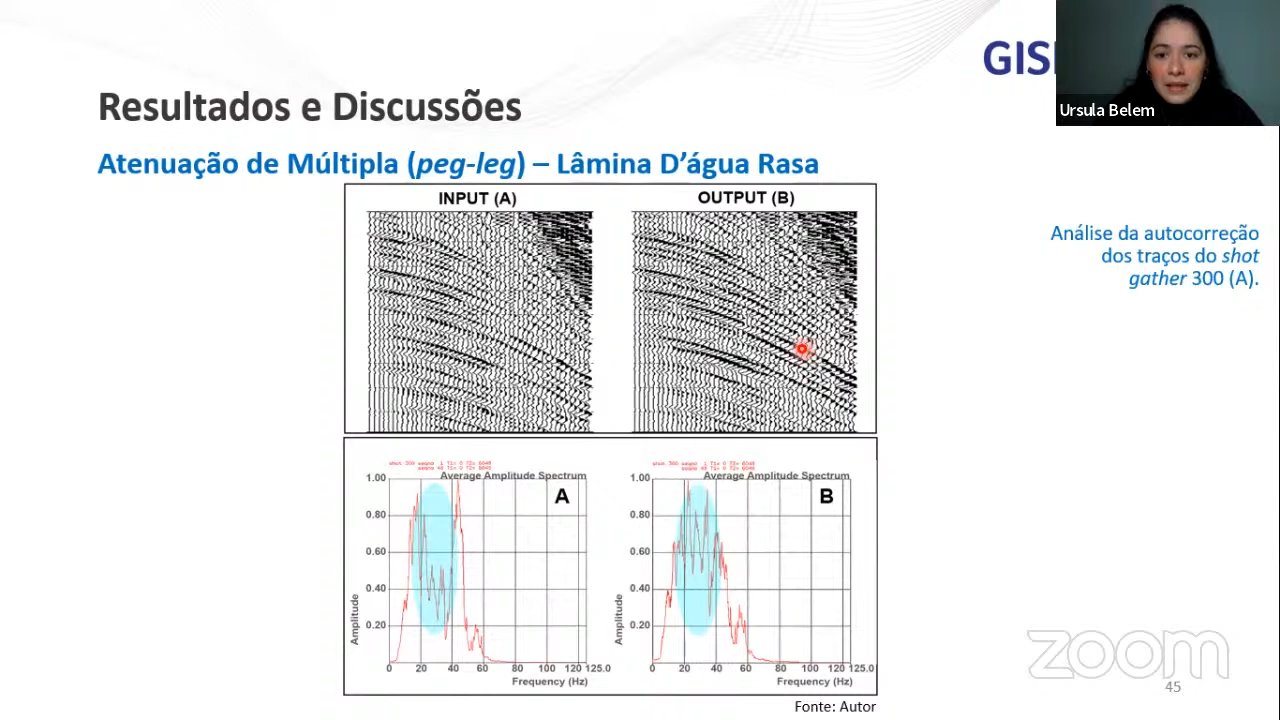 GIS
Ursula Belem
Resultados e Discussões
Atenuação de Múltipla (peg-leg) – Lâmina D'água Rasa
INPUT (A)
OUTPUT (B)
Análise da autocorreção
dos traços do shot
gather 300 (A).
Average Amplitude Spectrum
A
1.00
0.80
0.60
0.40
0.20
Amplitude
0 20 40 60 80 100 120 125.0
Frequency (Hz)
Average Amplitude Spectrum
B
1.00
0.80
0.60
0.40
0.20
Amplitude
0 20 40 60 80 100 120 125.0
Frequency (Hz)
Fonte: Autor
zoom
45